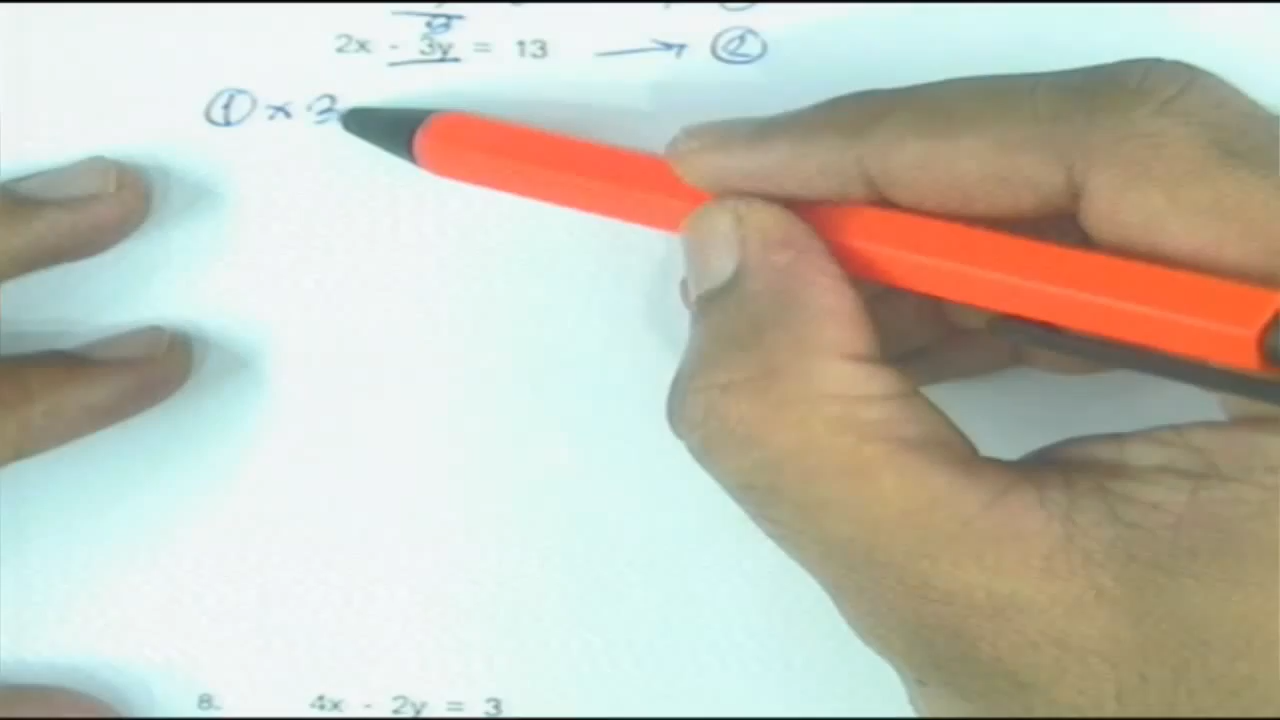 2x - 3y = 13 → ②
① × 3
8. 4x - 2y = 3